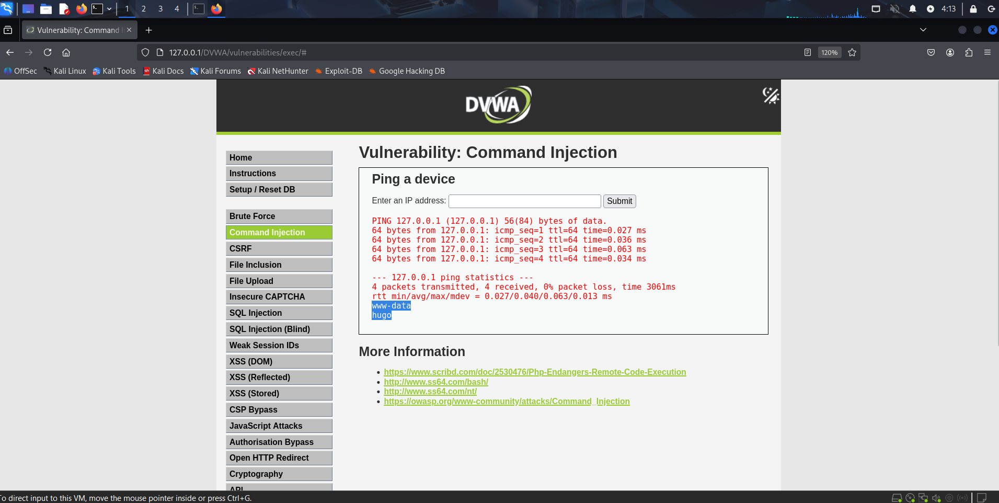 1 2 3 4
4:13
Vulnerability: Command I
127.0.0.1/DVWA/vulnerabilities/exec/#
120%
OffSec Kali Linux Kali Tools Kali Docs Kali Forums Kali NetHunter Exploit-DB Google Hacking DB
DVWA
Home
Instructions
Setup / Reset DB
Brute Force
Command Injection
CSRF
File Inclusion
File Upload
Insecure CAPTCHA
SQL Injection
SQL Injection (Blind)
Weak Session IDs
XSS (DOM)
XSS (Reflected)
XSS (Stored)
CSP Bypass
JavaScript Attacks
Authorisation Bypass
Open HTTP Redirect
Cryptography
API
Vulnerability: Command Injection
Ping a device
Enter an IP address: Submit
PING 127.0.0.1 (127.0.0.1) 56(84) bytes of data.
64 bytes from 127.0.0.1: icmp_seq=1 ttl=64 time=0.027 ms
64 bytes from 127.0.0.1: icmp_seq=2 ttl=64 time=0.036 ms
64 bytes from 127.0.0.1: icmp_seq=3 ttl=64 time=0.063 ms
64 bytes from 127.0.0.1: icmp_seq=4 ttl=64 time=0.034 ms
--- 127.0.0.1 ping statistics ---
4 packets transmitted, 4 received, 0% packet loss, time 3061ms
rtt min/avg/max/mdev = 0.027/0.040/0.063/0.013 ms
www-data
hugo
More Information
https://www.scribd.com/doc/2530476/Php-Endangers-Remote-Code-Execution
http://www.ss64.com/bash/
http://www.ss64.com/nt/
https://owasp.org/www-community/attacks/Command_Injection
To direct input to this VM, move the mouse pointer inside or press Ctrl+G.